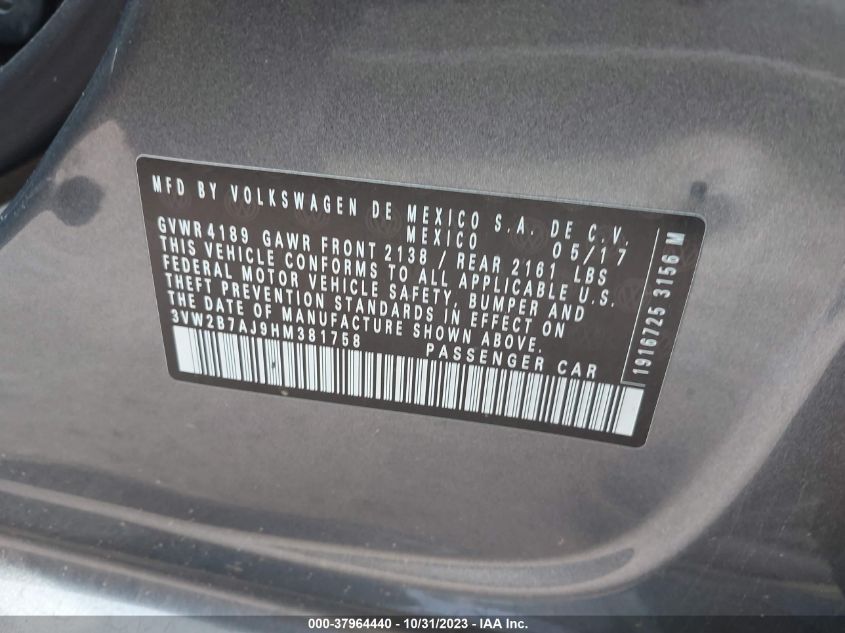 MFD BY VOLKSWAGEN DE MEXICO S.A. DE C.V.
MEXICO 05/17
GVWR 4189 GAWR FRONT 2138 / REAR 2161 LBS
THIS VEHICLE CONFORMS TO ALL APPLICABLE U.S.
FEDERAL MOTOR VEHICLE SAFETY, BUMPER AND
THEFT PREVENTION STANDARDS IN EFFECT ON
THE DATE OF MANUFACTURE SHOWN ABOVE.
3VW2B7AJ9HM381758 PASSENGER CAR
1916725 3156 M
000-37964440 - 10/31/2023 - IAA Inc.